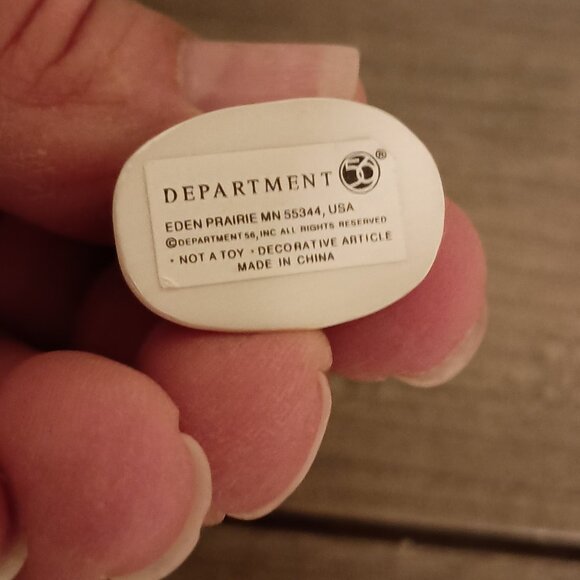 DEPARTMENT 56®
EDEN PRAIRIE MN 55344, USA
©DEPARTMENT 56, INC ALL RIGHTS RESERVED
· NOT A TOY · DECORATIVE ARTICLE
MADE IN CHINA